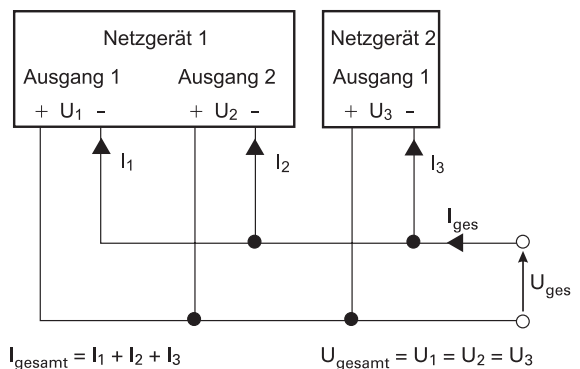 Netzgerät 1
Netzgerät 2
Ausgang 1
Ausgang 2
Ausgang 1
+ U₁ −
+ U₂ −
+ U₃ −
I₁
I₂
I₃
Iges
Uges
Igesamt = I₁ + I₂ + I₃
Ugesamt = U₁ = U₂ = U₃